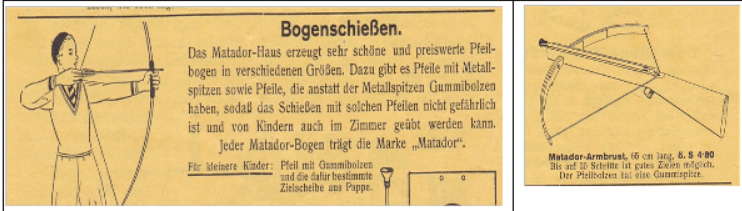 Bogenschießen.
Das Matador-Haus erzeugt sehr schöne und preiswerte Pfeil-
bogen in verschiedenen Größen. Dazu gibt es Pfeile mit Metall-
spitzen sowie Pfeile, die anstatt der Metallspitzen Gummibolzen
haben, sodaß das Schießen mit solchen Pfeilen nicht gefährlich
ist und von Kindern auch im Zimmer geübt werden kann.
Jeder Matador-Bogen trägt die Marke „Matador".
Für kleinere Kinder: Pfeil mit Gummibolzen
und die dafür bestimmte
Zielscheibe aus Pappe.
Matador-Armbrust, 65 cm lang, ö. S 4·80
Bis auf 20 Schritte ist gutes Zielen möglich.
Der Pfeilbolzen hat eine Gummispitze.